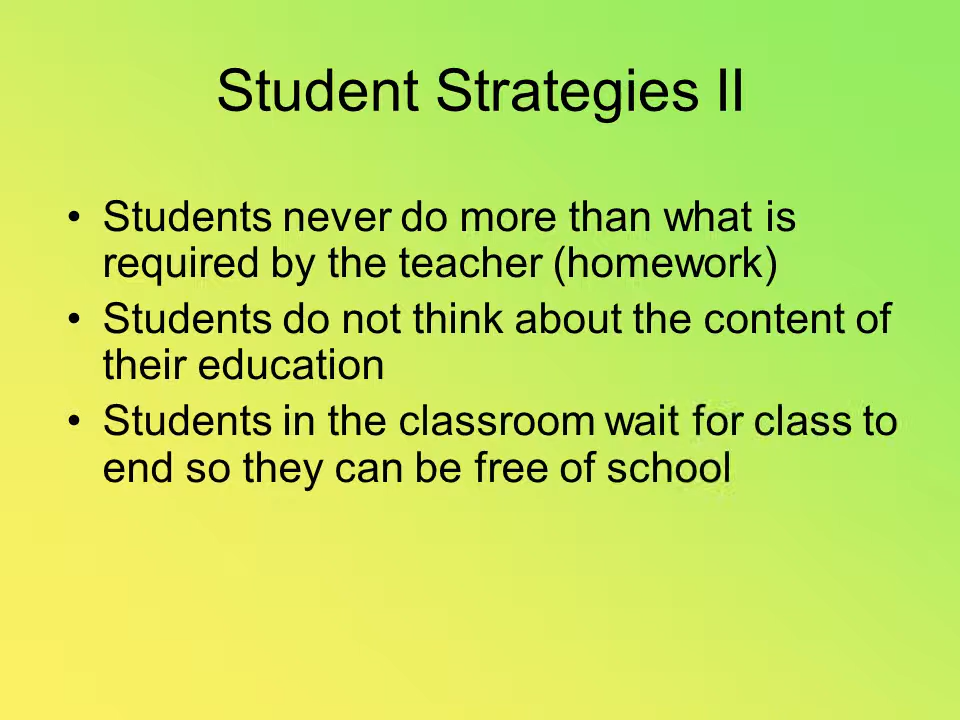 Student Strategies II
• Students never do more than what is
required by the teacher (homework)
• Students do not think about the content of
their education
• Students in the classroom wait for class to
end so they can be free of school